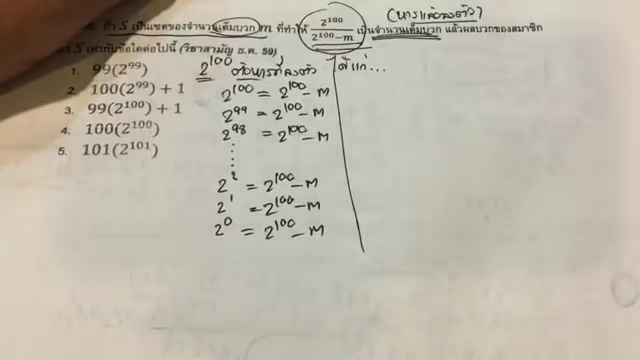 (หารแล้วลงตัว)
ถ้า S เป็นเซตของจำนวนเต็มบวก m ที่ทำให้ 2^100 / (2^100 − m) เป็นจำนวนเต็มบวก แล้วผลบวกของสมาชิก
S เท่ากับข้อใดต่อไปนี้ (วิชาสามัญ ธ.ค. 59)
1. 99(2^99)
2. 100(2^99) + 1
3. 99(2^100) + 1
4. 100(2^100)
5. 101(2^101)
2^100 ตัวหารที่ลงตัว
2^100 = 2^100 − m
2^99 = 2^100 − m
2^98 = 2^100 − m
2^2 = 2^100 − m
2^1 = 2^100 − m
2^0 = 2^100 − m